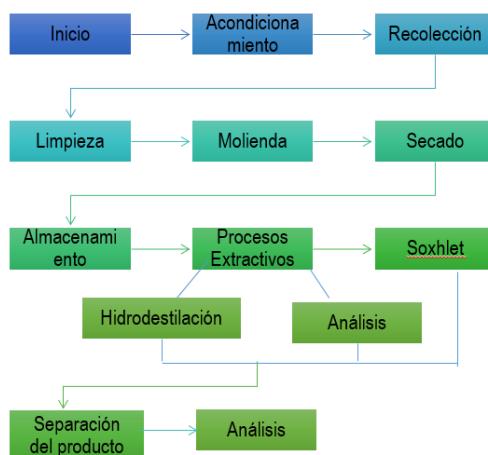 Inicio
Acondiciona
miento
Recolección
Limpieza
Molienda
Secado
Almacenami
ento
Procesos
Extractivos
Soxhlet
Hidrodestilación
Análisis
Separación
del producto
Análisis